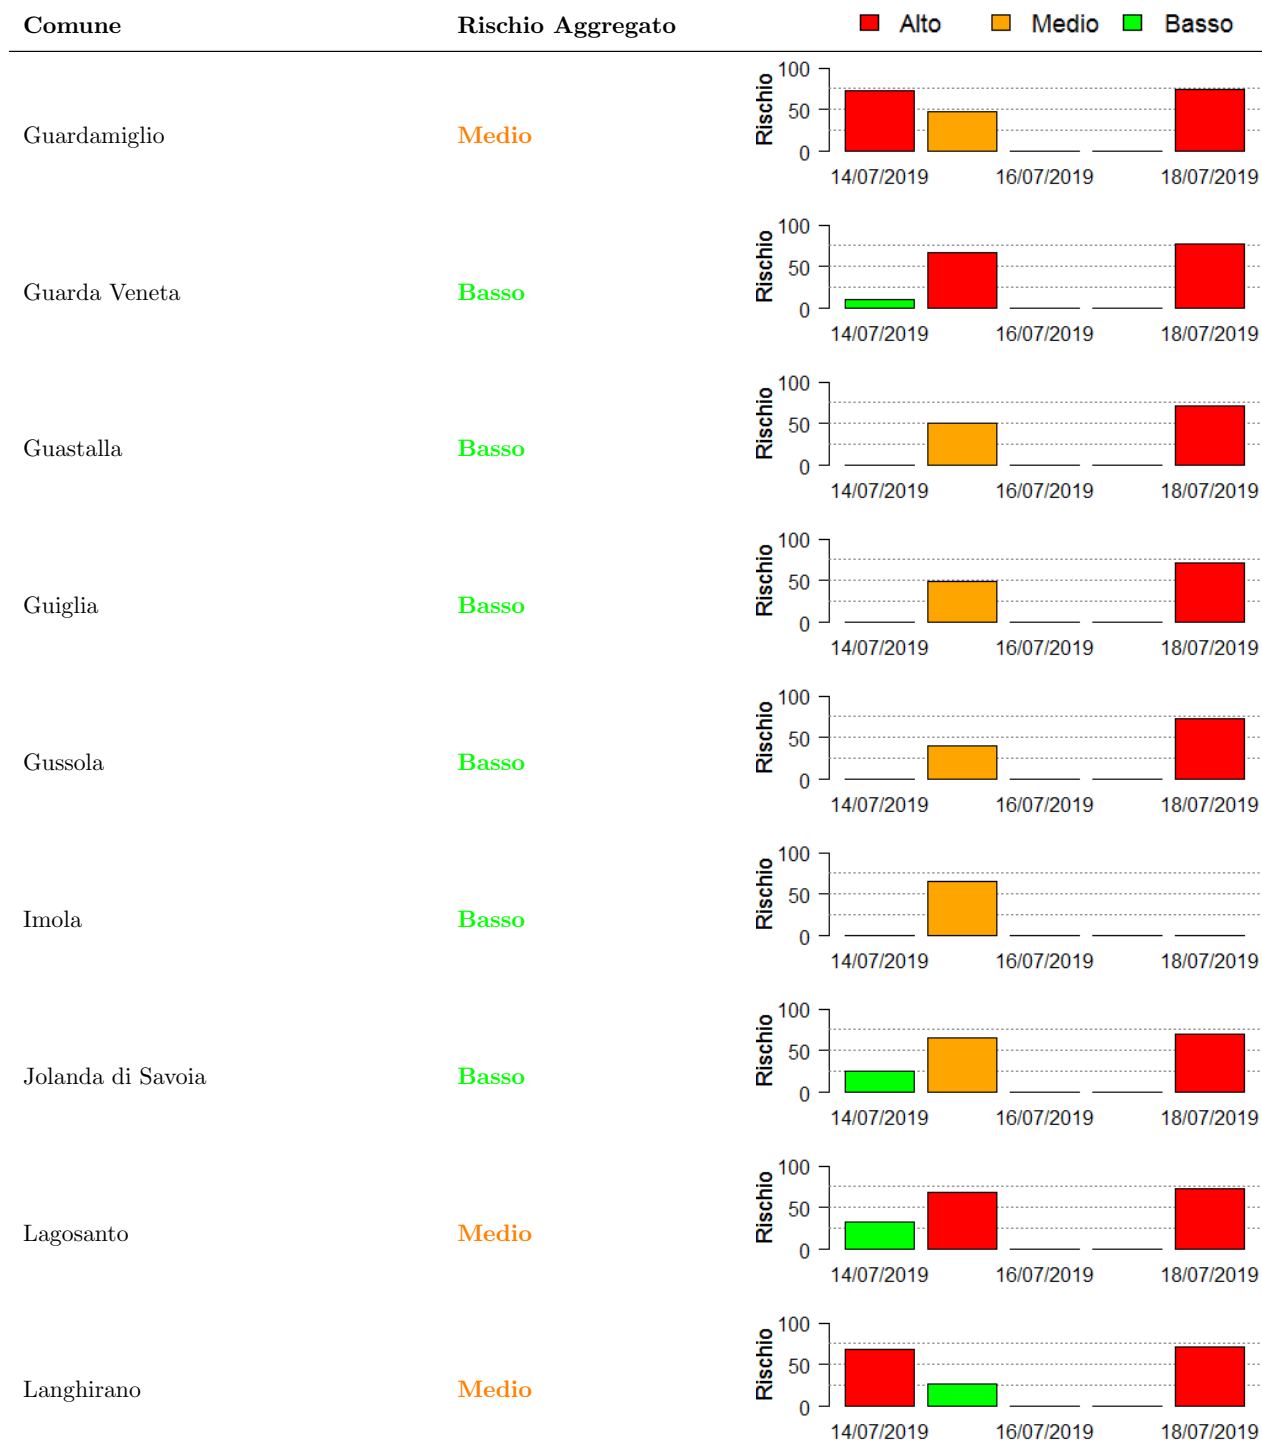 Comune Rischio Aggregato Alto Medio Basso
Guardamiglio Medio
Rischio
100
50
0
14/07/2019 16/07/2019 18/07/2019
Guarda Veneta Basso
Rischio
100
50
0
14/07/2019 16/07/2019 18/07/2019
Guastalla Basso
Rischio
100
50
0
14/07/2019 16/07/2019 18/07/2019
Guiglia Basso
Rischio
100
50
0
14/07/2019 16/07/2019 18/07/2019
Gussola Basso
Rischio
100
50
0
14/07/2019 16/07/2019 18/07/2019
Imola Basso
Rischio
100
50
0
14/07/2019 16/07/2019 18/07/2019
Jolanda di Savoia Basso
Rischio
100
50
0
14/07/2019 16/07/2019 18/07/2019
Lagosanto Medio
Rischio
100
50
0
14/07/2019 16/07/2019 18/07/2019
Langhirano Medio
Rischio
100
50
0
14/07/2019 16/07/2019 18/07/2019